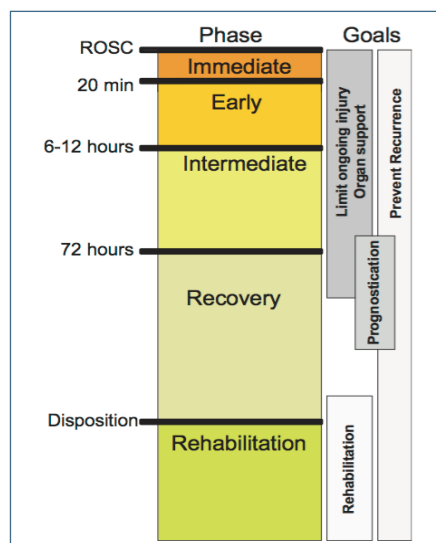 Phase
Goals
ROSC
Immediate
20 min
Early
6-12 hours
Intermediate
72 hours
Recovery
Disposition
Rehabilitation
Limit ongoing injury
Organ support
Prevent Recurrence
Prognostication
Rehabilitation